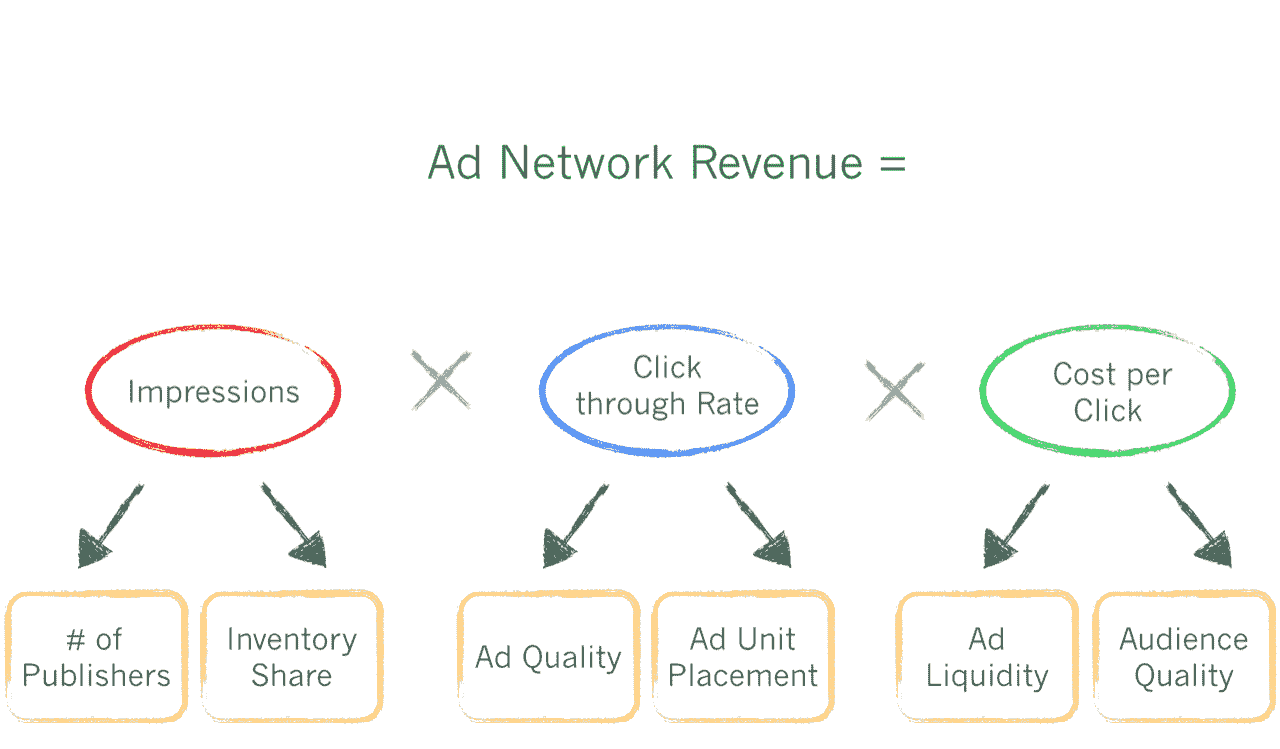 Ad Network Revenue =
Impressions
Click
through Rate
Cost per
Click
# of
Publishers
Inventory
Share
Ad Quality
Ad Unit
Placement
Ad
Liquidity
Audience
Quality